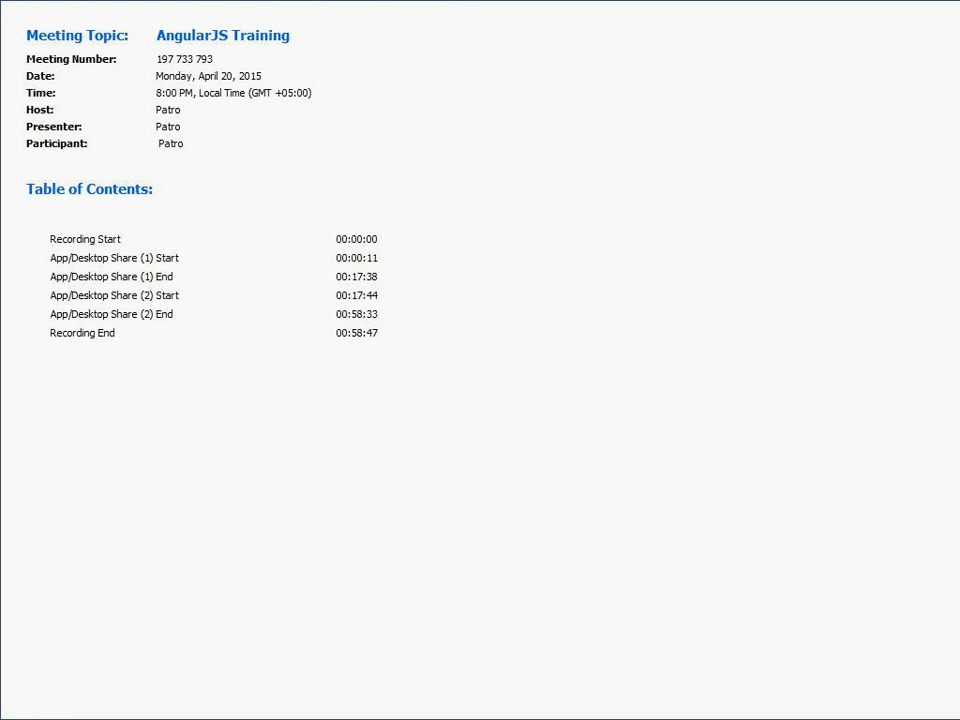 Meeting Topic: AngularJS Training
Meeting Number: 197 733 793
Date: Monday, April 20, 2015
Time: 8:00 PM, Local Time (GMT +05:00)
Host: Patro
Presenter: Patro
Participant: Patro
Table of Contents:
Recording Start 00:00:00
App/Desktop Share (1) Start 00:00:11
App/Desktop Share (1) End 00:17:38
App/Desktop Share (2) Start 00:17:44
App/Desktop Share (2) End 00:58:33
Recording End 00:58:47